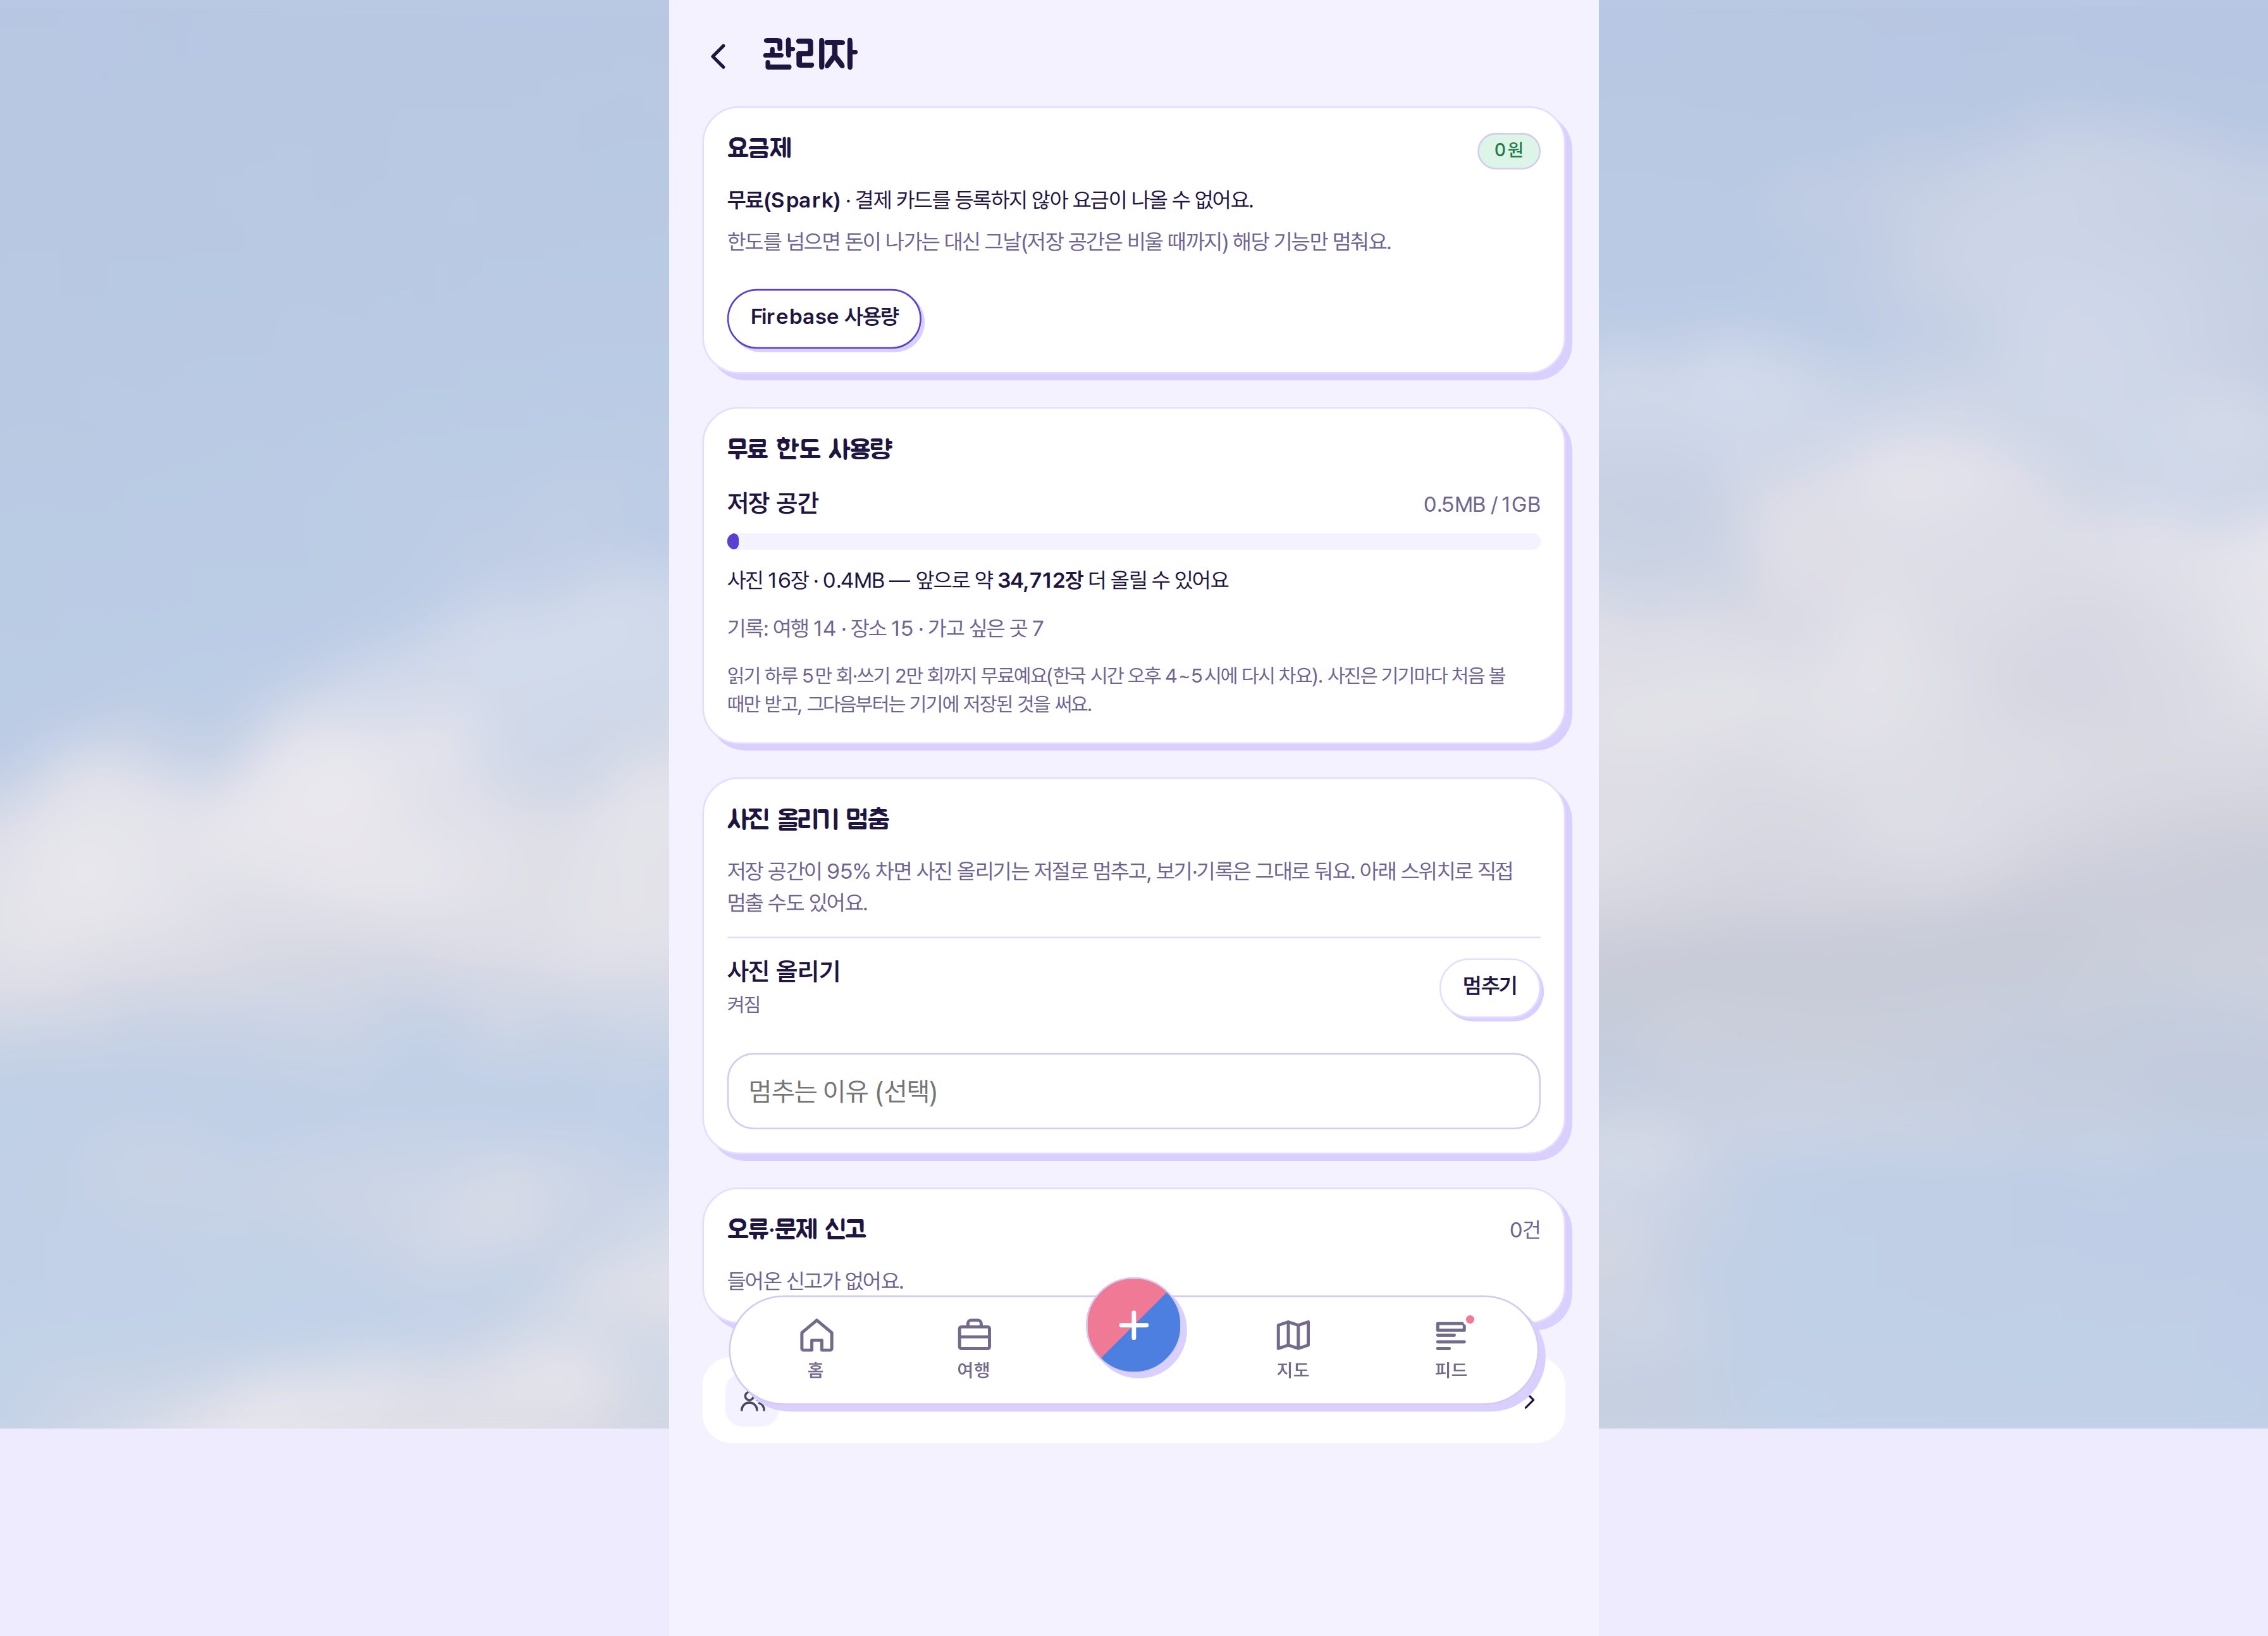 관리자
요금제
0원
무료(Spark) · 결제 카드를 등록하지 않아 요금이 나올 수 없어요.
한도를 넘으면 돈이 나가는 대신 그날(저장 공간은 비울 때까지) 해당 기능만 멈춰요.
Firebase 사용량
무료 한도 사용량
저장 공간
0.5MB / 1GB
사진 16장 · 0.4MB — 앞으로 약 34,712장 더 올릴 수 있어요
기록: 여행 14 · 장소 15 · 가고 싶은 곳 7
읽기 하루 5만 회·쓰기 2만 회까지 무료예요(한국 시간 오후 4~5시에 다시 차요). 사진은 기기마다 처음 볼
때만 받고, 그다음부터는 기기에 저장된 것을 써요.
사진 올리기 멈춤
저장 공간이 95% 차면 사진 올리기는 저절로 멈추고, 보기·기록은 그대로 둬요. 아래 스위치로 직접
멈출 수도 있어요.
사진 올리기
켜짐
멈추기
멈추는 이유 (선택)
오류·문제 신고
0건
들어온 신고가 없어요.
홈
여행
지도
피드